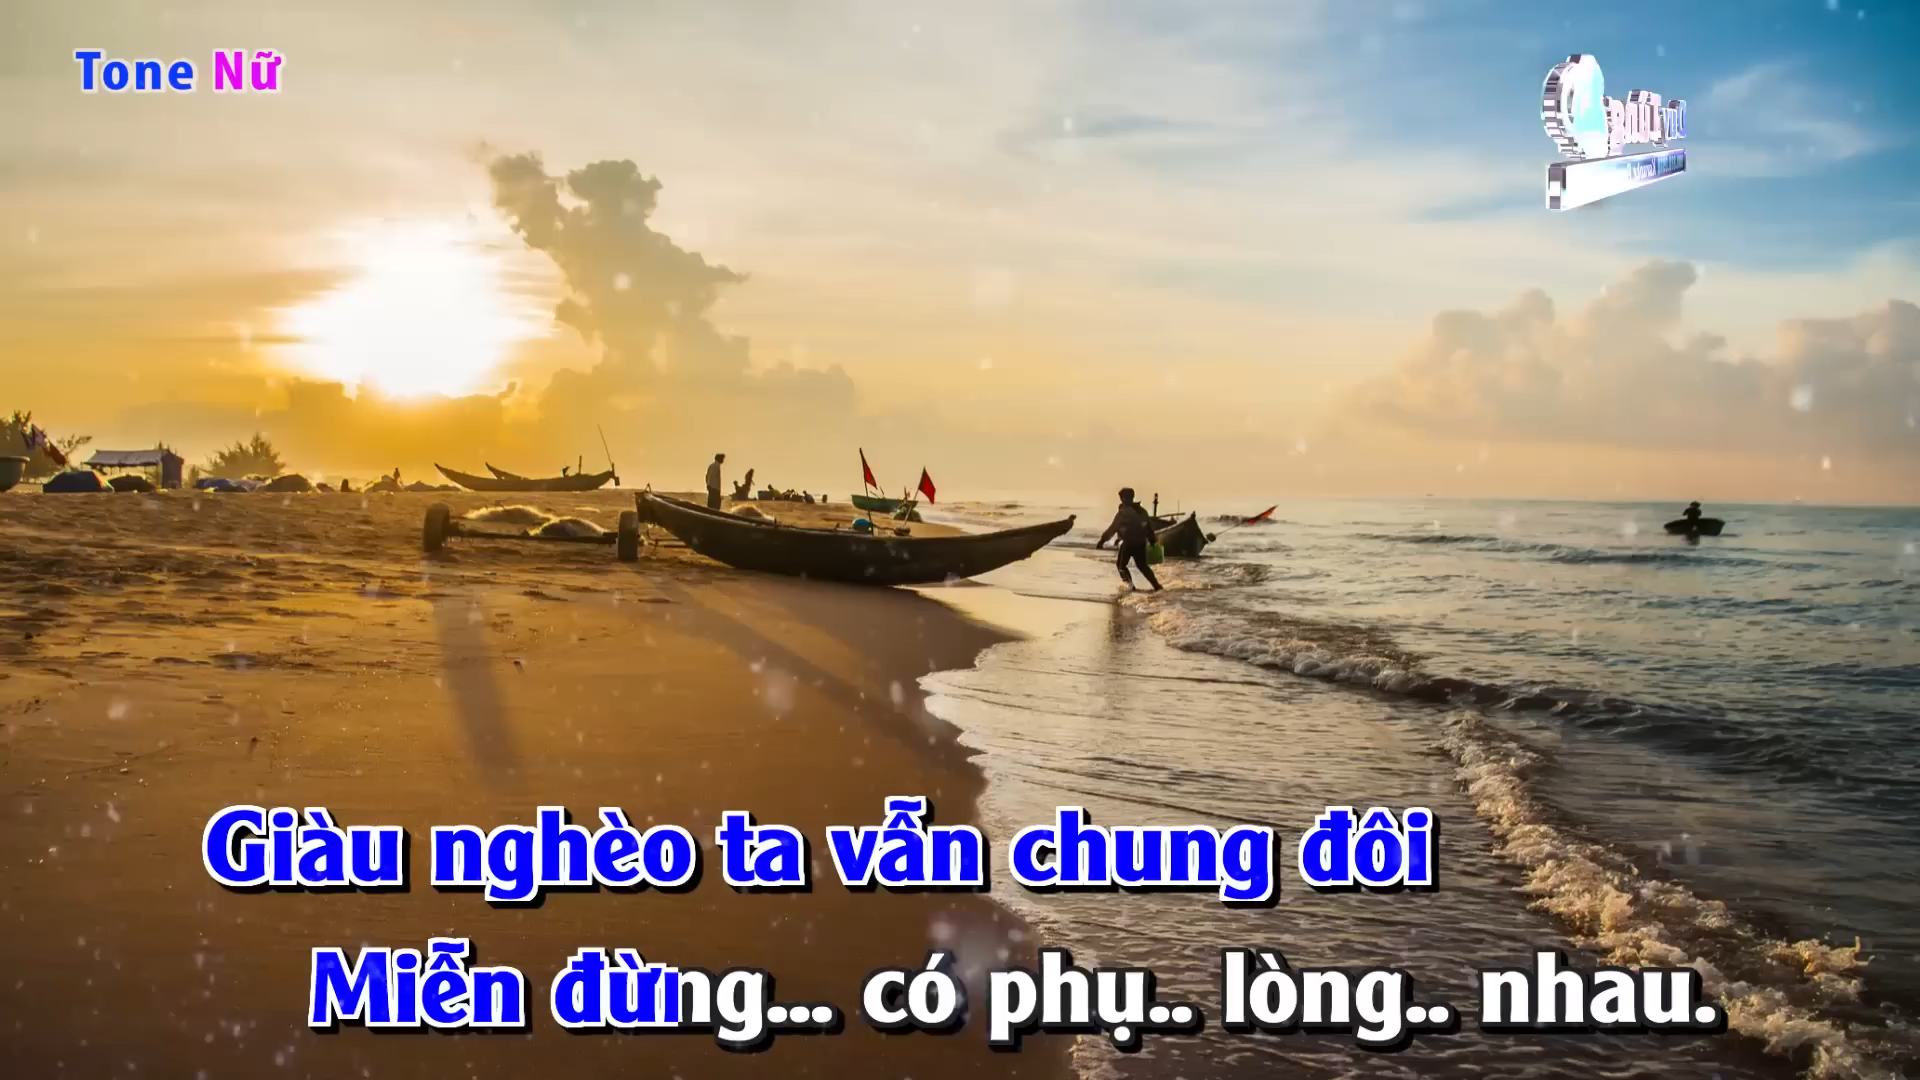 Tone Nữ
Giàu nghèo ta vẫn chung đôi
Miễn đừng... có phụ.. lòng.. nhau.